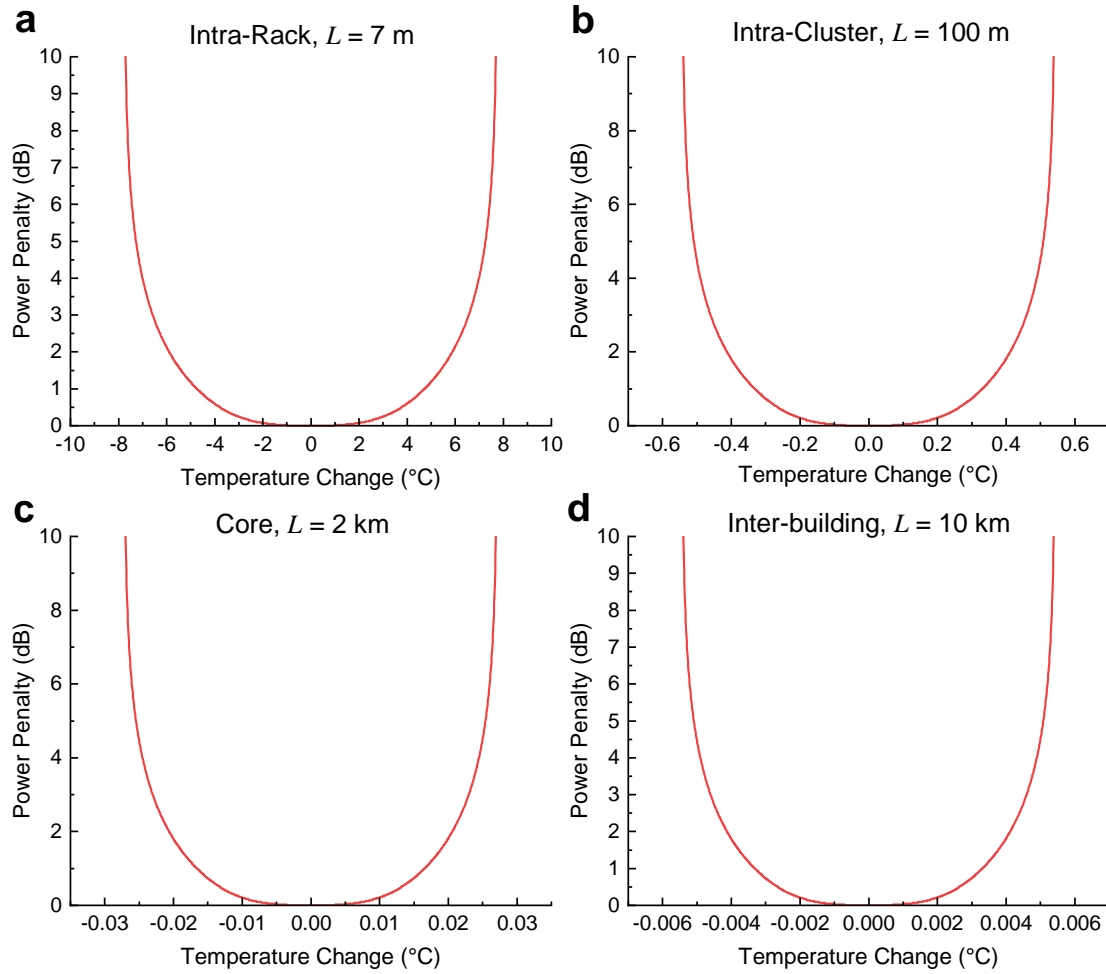 a
Intra-Rack, L = 7 m
10
9
8
7
6
5
4
3
2
1
0
Power Penalty (dB)
-10 -8 -6 -4 -2 0 2 4 6 8 10
Temperature Change (°C)
b
Intra-Cluster, L = 100 m
10
8
6
4
2
0
Power Penalty (dB)
-0.6 -0.4 -0.2 0.0 0.2 0.4 0.6
Temperature Change (°C)
c
Core, L = 2 km
10
8
6
4
2
0
Power Penalty (dB)
-0.03 -0.02 -0.01 0.00 0.01 0.02 0.03
Temperature Change (°C)
d
Inter-building, L = 10 km
10
9
8
7
6
5
4
3
2
1
0
Power Penalty (dB)
-0.006 -0.004 -0.002 0.000 0.002 0.004 0.006
Temperature Change (°C)